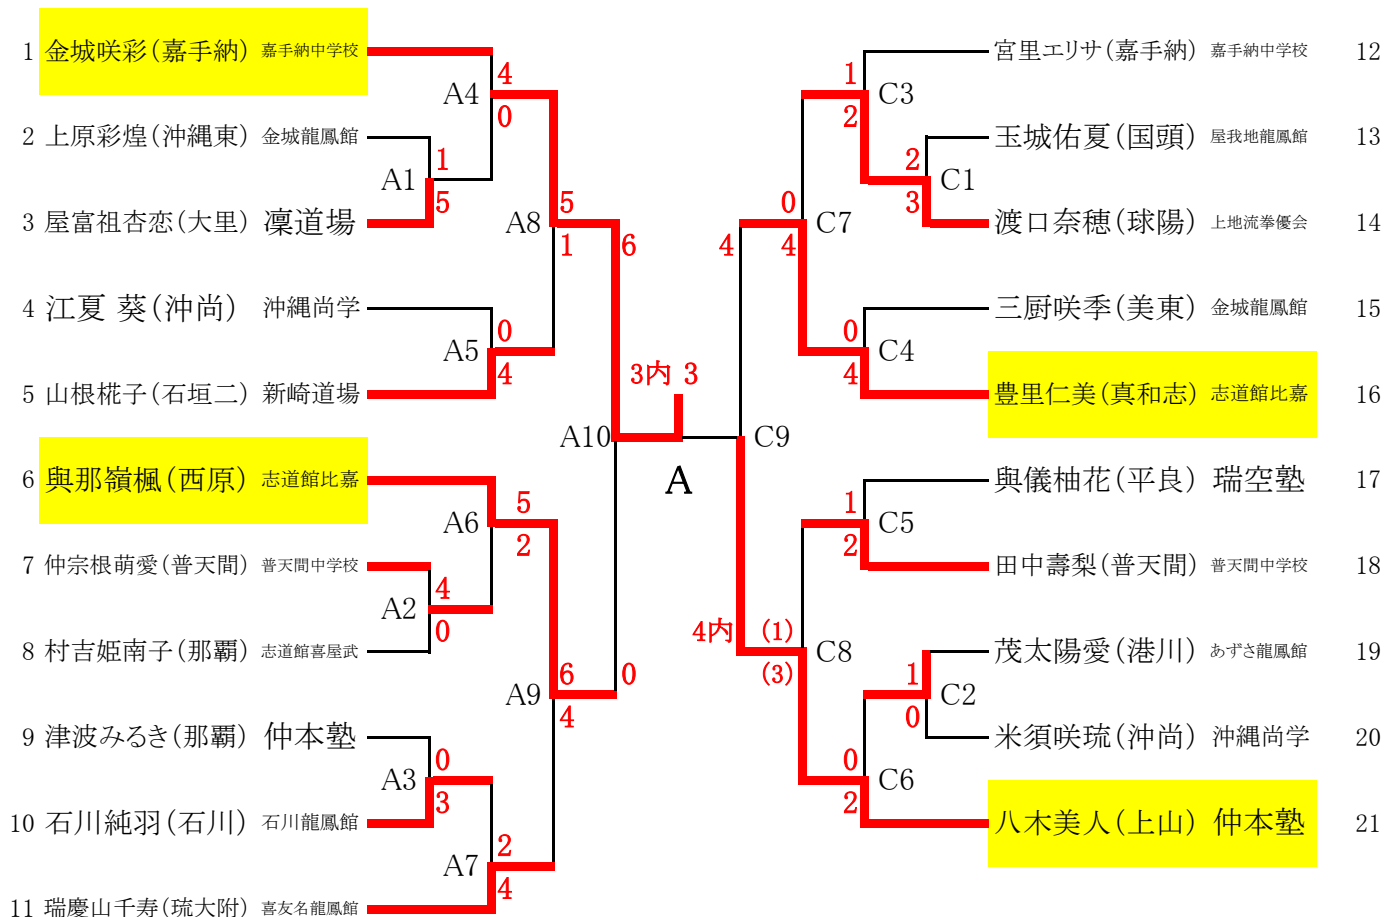 1 金城咲彩(嘉手納) 嘉手納中学校
2 上原彩煌(沖縄東) 金城龍鳳館
3 屋富祖杏恋(大里) 凜道場
4 江夏 葵(沖尚) 沖縄尚学
5 山根椛子(石垣二) 新崎道場
6 與那嶺楓(西原) 志道館比嘉
7 仲宗根萌愛(普天間) 普天間中学校
8 村吉姫南子(那覇) 志道館喜屋武
9 津波みるき(那覇) 仲本塾
10 石川純羽(石川) 石川龍鳳館
11 瑞慶山千寿(琉大附) 喜友名龍鳳館
A1 1 5
A2 4 0
A3 0 3
A4 4 0
A5 0 4
A6 5 2
A7 2 4
A8 5 1
A9 6 4
A10 6 0
3内 3
A
4 C9 4内
C7 0 4
C8 (1) (3)
C3 1 2
C4 0 4
C5 1 2
C6 0 2
C1 2 3
C2 1 0
宮里エリサ(嘉手納) 嘉手納中学校 12
玉城佑夏(国頭) 屋我地龍鳳館 13
渡口奈穂(球陽) 上地流拳優会 14
三厨咲季(美東) 金城龍鳳館 15
豊里仁美(真和志) 志道館比嘉 16
與儀柚花(平良) 瑞空塾 17
田中壽梨(普天間) 普天間中学校 18
茂太陽愛(港川) あずさ龍鳳館 19
米須咲琉(沖尚) 沖縄尚学 20
八木美人(上山) 仲本塾 21